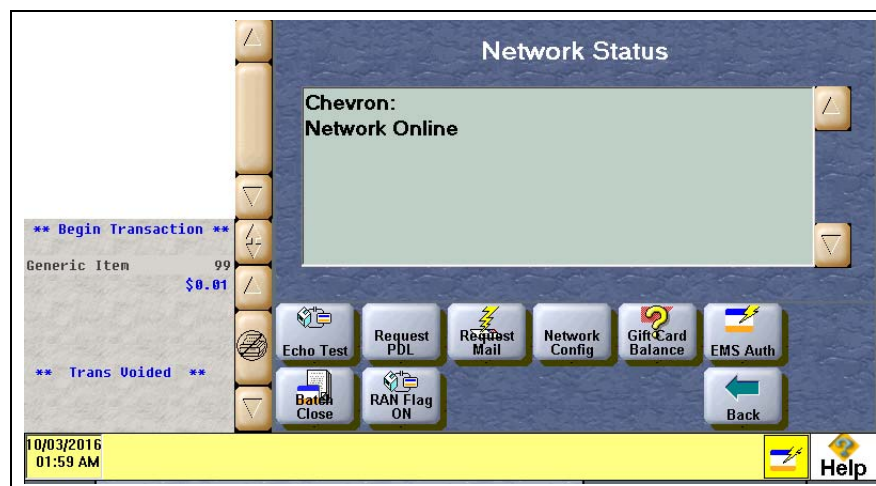 Network Status
Chevron:
Network Online
** Begin Transaction **
Generic Item 99
$0.01
** Trans Voided **
Echo Test
Request
PDL
Request
Mail
Network
Config
Gift Card
Balance
EMS Auth
Batch
Close
RAN Flag
ON
Back
10/03/2016
01:59 AM
Help